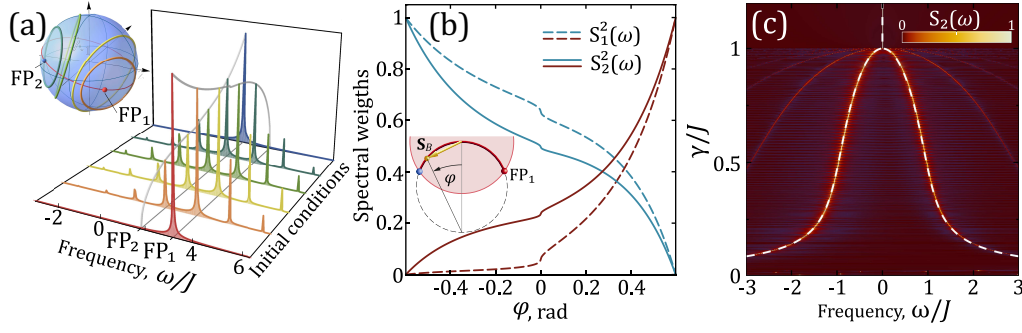 (a)
FP₂
FP₁
-2
0
FP₂
FP₁
4
6
Frequency, ω/J
Initial conditions
(b)
Spectral weigths
1
0.8
0.6
0.4
0.2
0
S₁²(ω)
S₂²(ω)
S_B
φ
FP₁
-0.4
-0.2
0
0.2
0.4
φ, rad
(c)
0
S₂(ω)
1
γ/J
1
0.5
0
-3
-2
-1
0
1
2
3
Frequency, ω/J